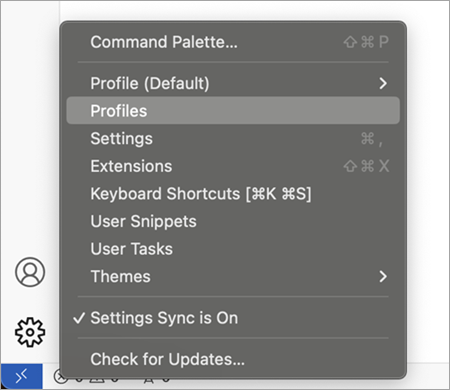 Command Palette... ⇧⌘P
Profile (Default)
Profiles
Settings ⌘,
Extensions ⇧⌘X
Keyboard Shortcuts [⌘K ⌘S]
User Snippets
User Tasks
Themes
✓ Settings Sync is On
Check for Updates...